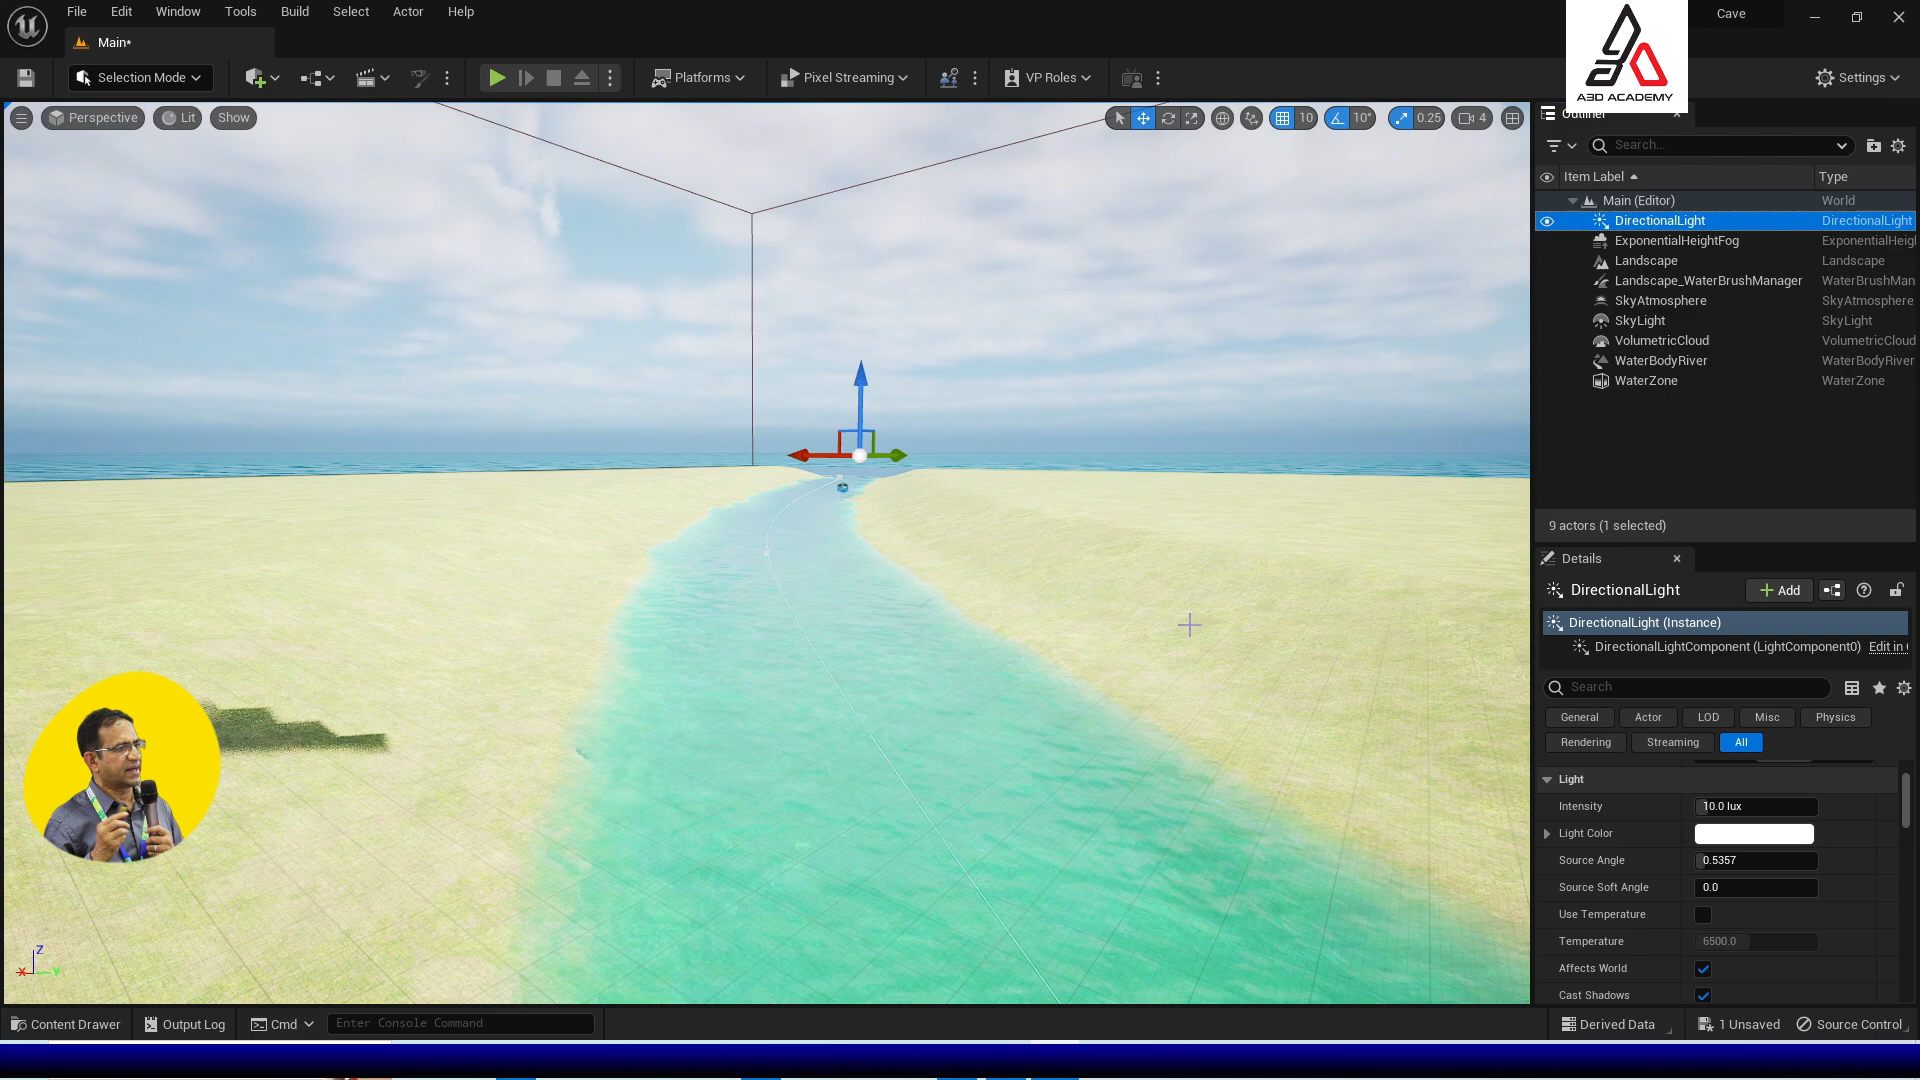 File Edit Window Tools Build Select Actor Help
Cave
Main*
Selection Mode
Platforms
Pixel Streaming
VP Roles
Settings
A3D ACADEMY
Perspective
Lit
Show
10
10°
0.25
4
Outliner
Search...
Item Label
Type
Main (Editor)
World
DirectionalLight
DirectionalLight
ExponentialHeightFog
ExponentialHeig
Landscape
Landscape
Landscape_WaterBrushManager
WaterBrushMan
SkyAtmosphere
SkyAtmosphere
SkyLight
SkyLight
VolumetricCloud
VolumetricCloud
WaterBodyRiver
WaterBodyRiver
WaterZone
WaterZone
9 actors (1 selected)
Details
DirectionalLight
Add
DirectionalLight (Instance)
DirectionalLightComponent (LightComponent0)
Edit in
Search
General
Actor
LOD
Misc
Physics
Rendering
Streaming
All
Light
Intensity
10.0 lux
Light Color
Source Angle
0.5357
Source Soft Angle
0.0
Use Temperature
Temperature
6500.0
Affects World
Cast Shadows
Z
X
Y
Content Drawer
Output Log
Cmd
Enter Console Command
Derived Data
1 Unsaved
Source Control